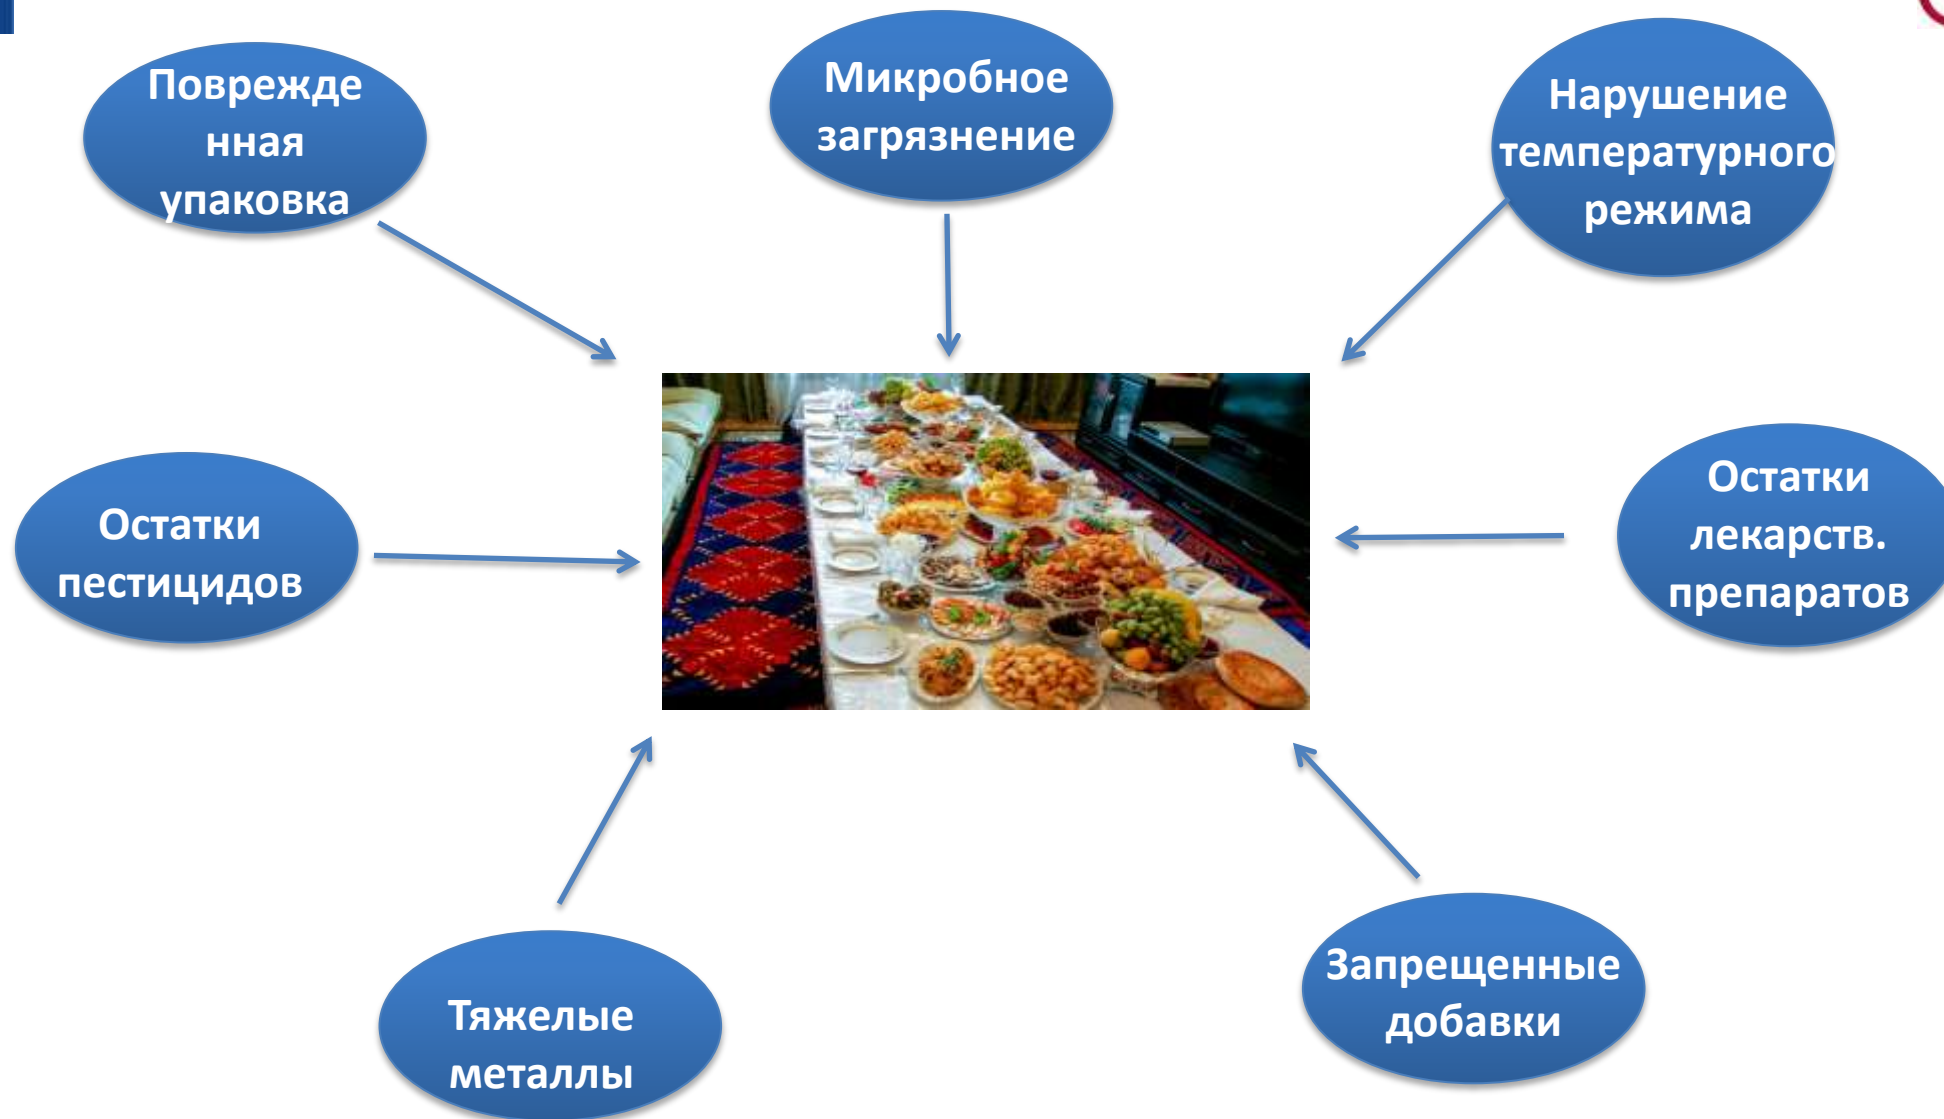 Поврежде
нная
упаковка
Микробное
загрязнение
Нарушение
температурного
режима
Остатки
пестицидов
Остатки
лекарств.
препаратов
Тяжелые
металлы
Запрещенные
добавки